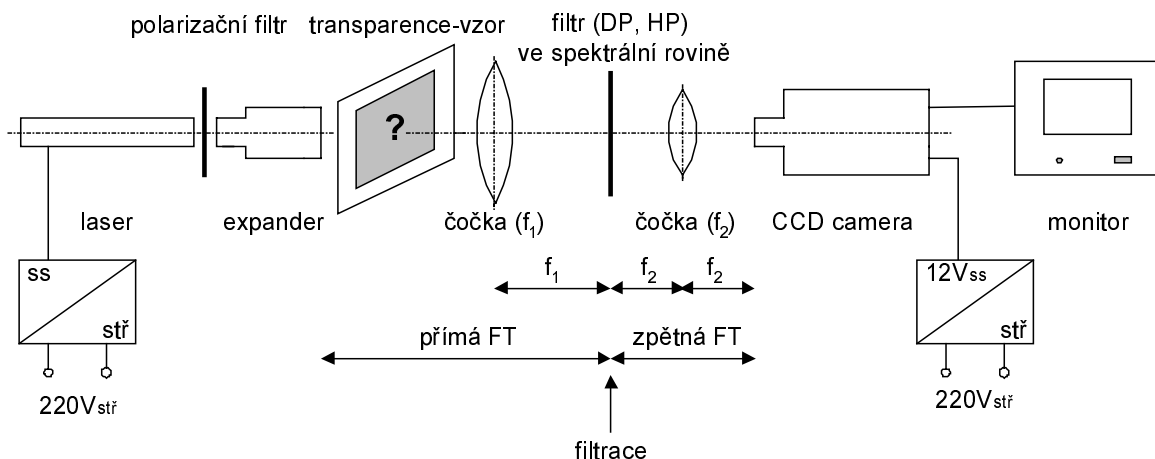 polarizační filtr
transparence-vzor
filtr (DP, HP)
ve spektrální rovině
?
laser
expander
čočka (f1)
čočka (f2)
CCD camera
monitor
ss
stř
220Vstř
f1
f2
f2
12Vss
stř
220Vstř
přímá FT
zpětná FT
filtrace